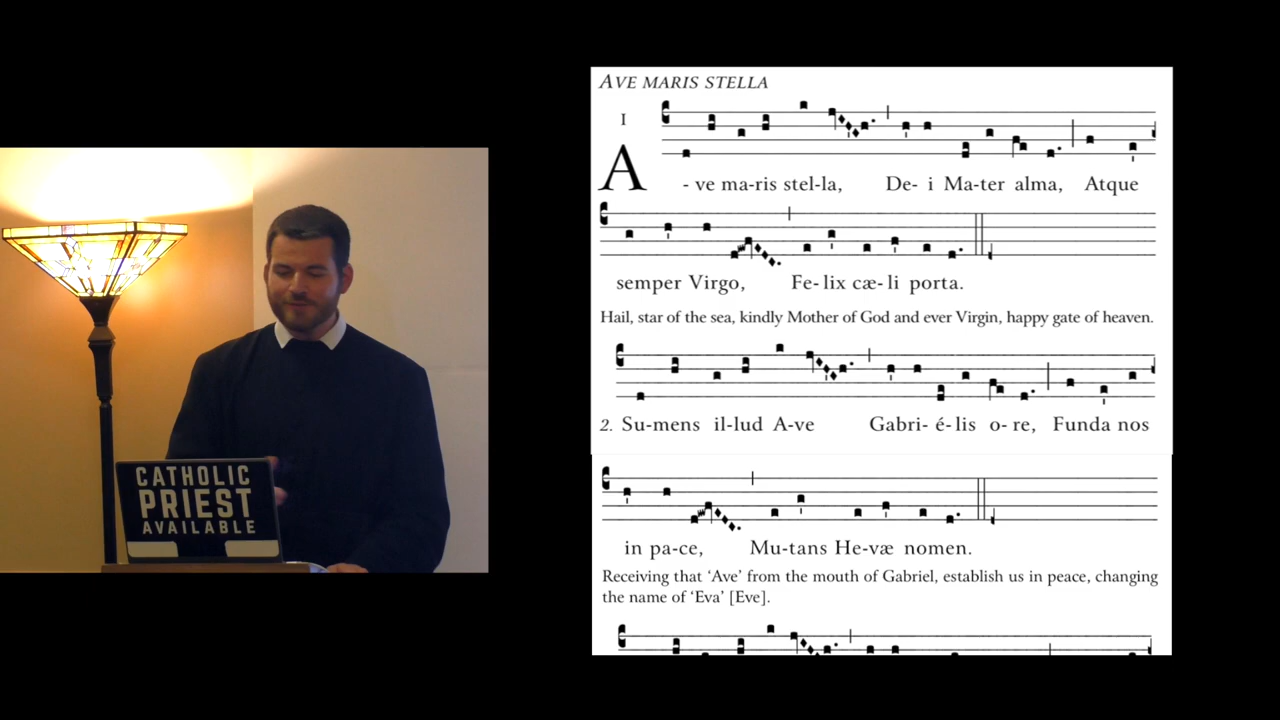 CATHOLIC
PRIEST
AVAILABLE
AVE MARIS STELLA
I
A - ve ma-ris stel-la, De- i Ma-ter alma, Atque
semper Virgo, Fe- lix cæ- li porta.
Hail, star of the sea, kindly Mother of God and ever Virgin, happy gate of heaven.
2. Su-mens il-lud A-ve Gabri- é- lis o- re, Funda nos
in pa-ce, Mu-tans He-væ nomen.
Receiving that ‘Ave’ from the mouth of Gabriel, establish us in peace, changing
the name of ‘Eva’ [Eve].